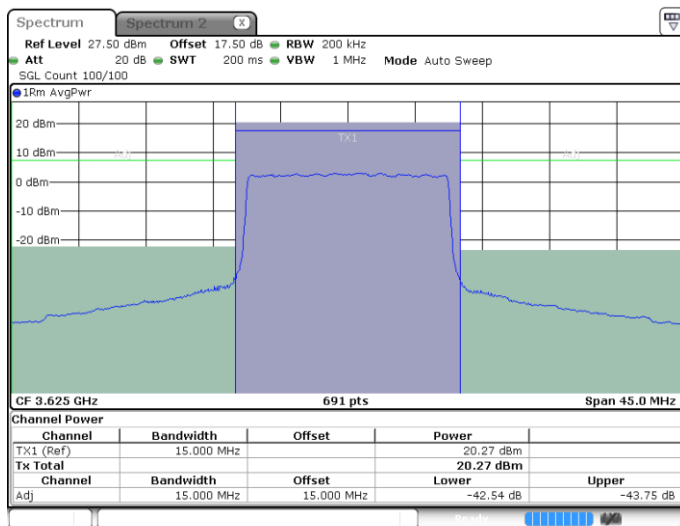 Spectrum Spectrum 2 X
Ref Level 27.50 dBm Offset 17.50 dB RBW 200 kHz
Att 20 dB SWT 200 ms VBW 1 MHz Mode Auto Sweep
SGL Count 100/100
1Rm AvgPwr
20 dBm
TX1
10 dBm
Adj Adj
0 dBm
-10 dBm
-20 dBm
CF 3.625 GHz 691 pts Span 45.0 MHz
Channel Power
Channel Bandwidth Offset Power
TX1 (Ref) 15.000 MHz 20.27 dBm
Tx Total 20.27 dBm
Channel Bandwidth Offset Lower Upper
Adj 15.000 MHz 15.000 MHz -42.54 dB -43.75 dB
Ready